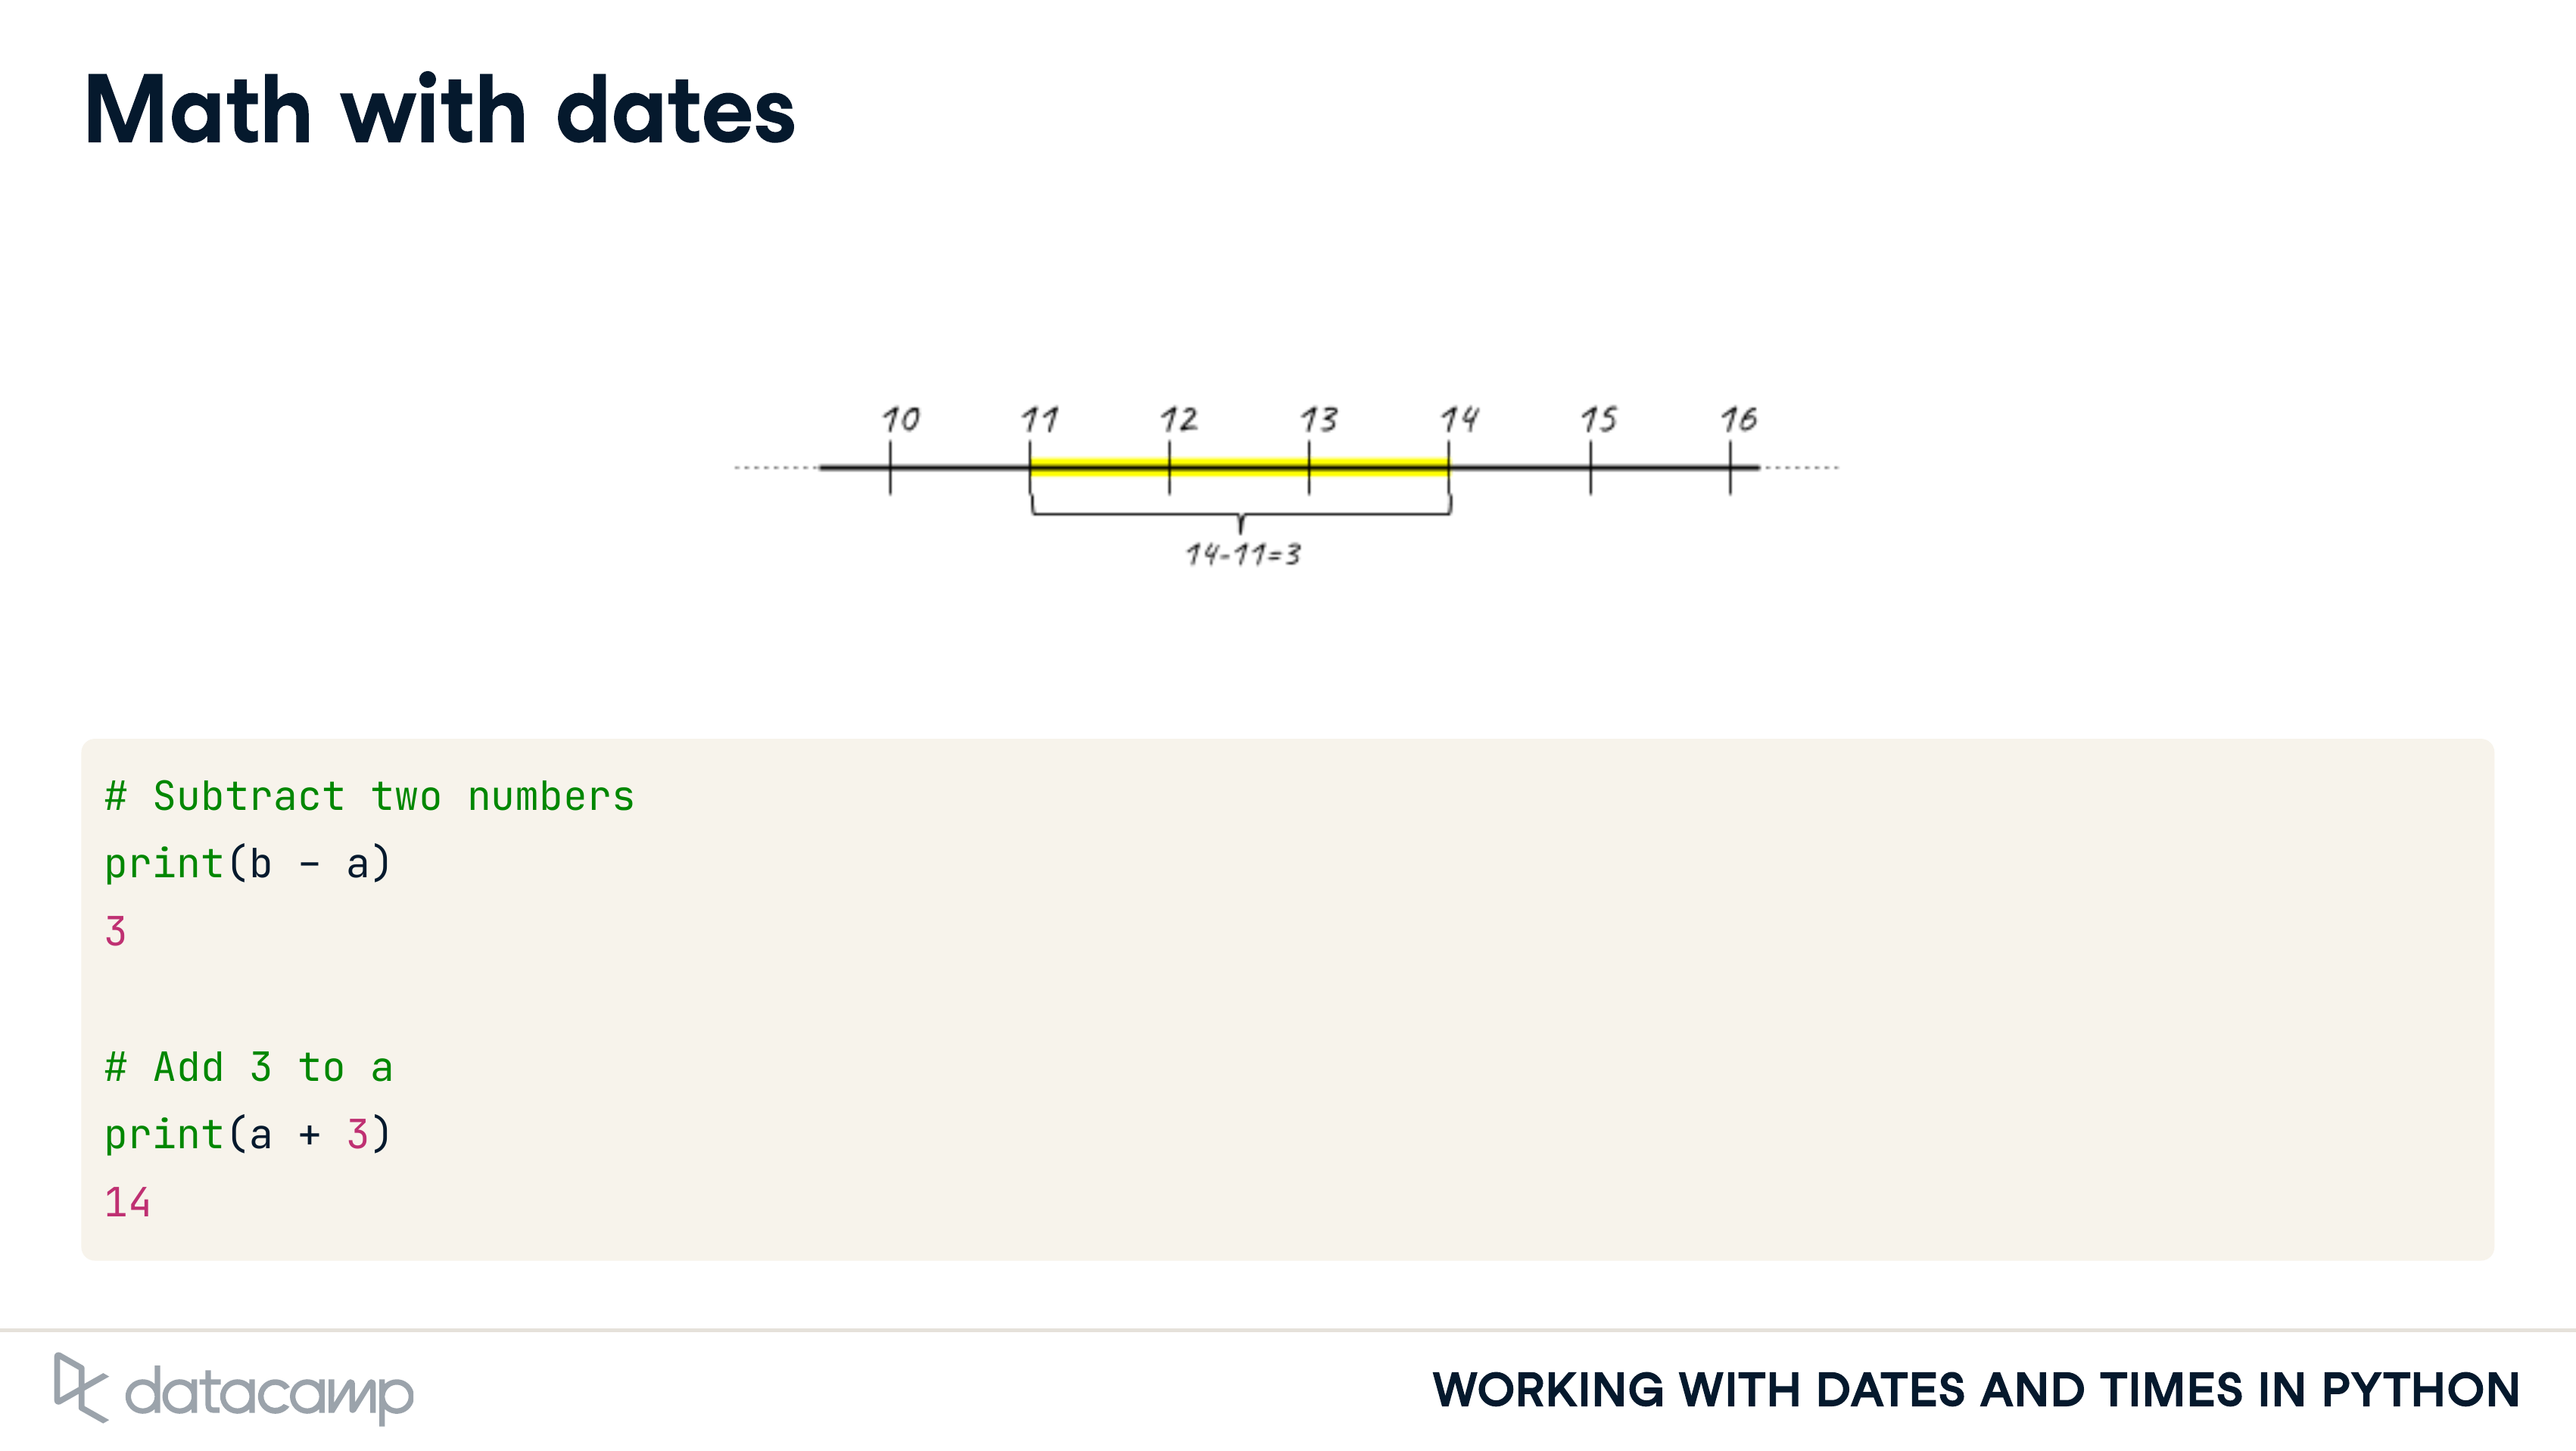 Math with dates
10 11 12 13 14 15 16
14-11=3
# Subtract two numbers
print(b - a)
3
# Add 3 to a
print(a + 3)
14
datacamp
WORKING WITH DATES AND TIMES IN PYTHON